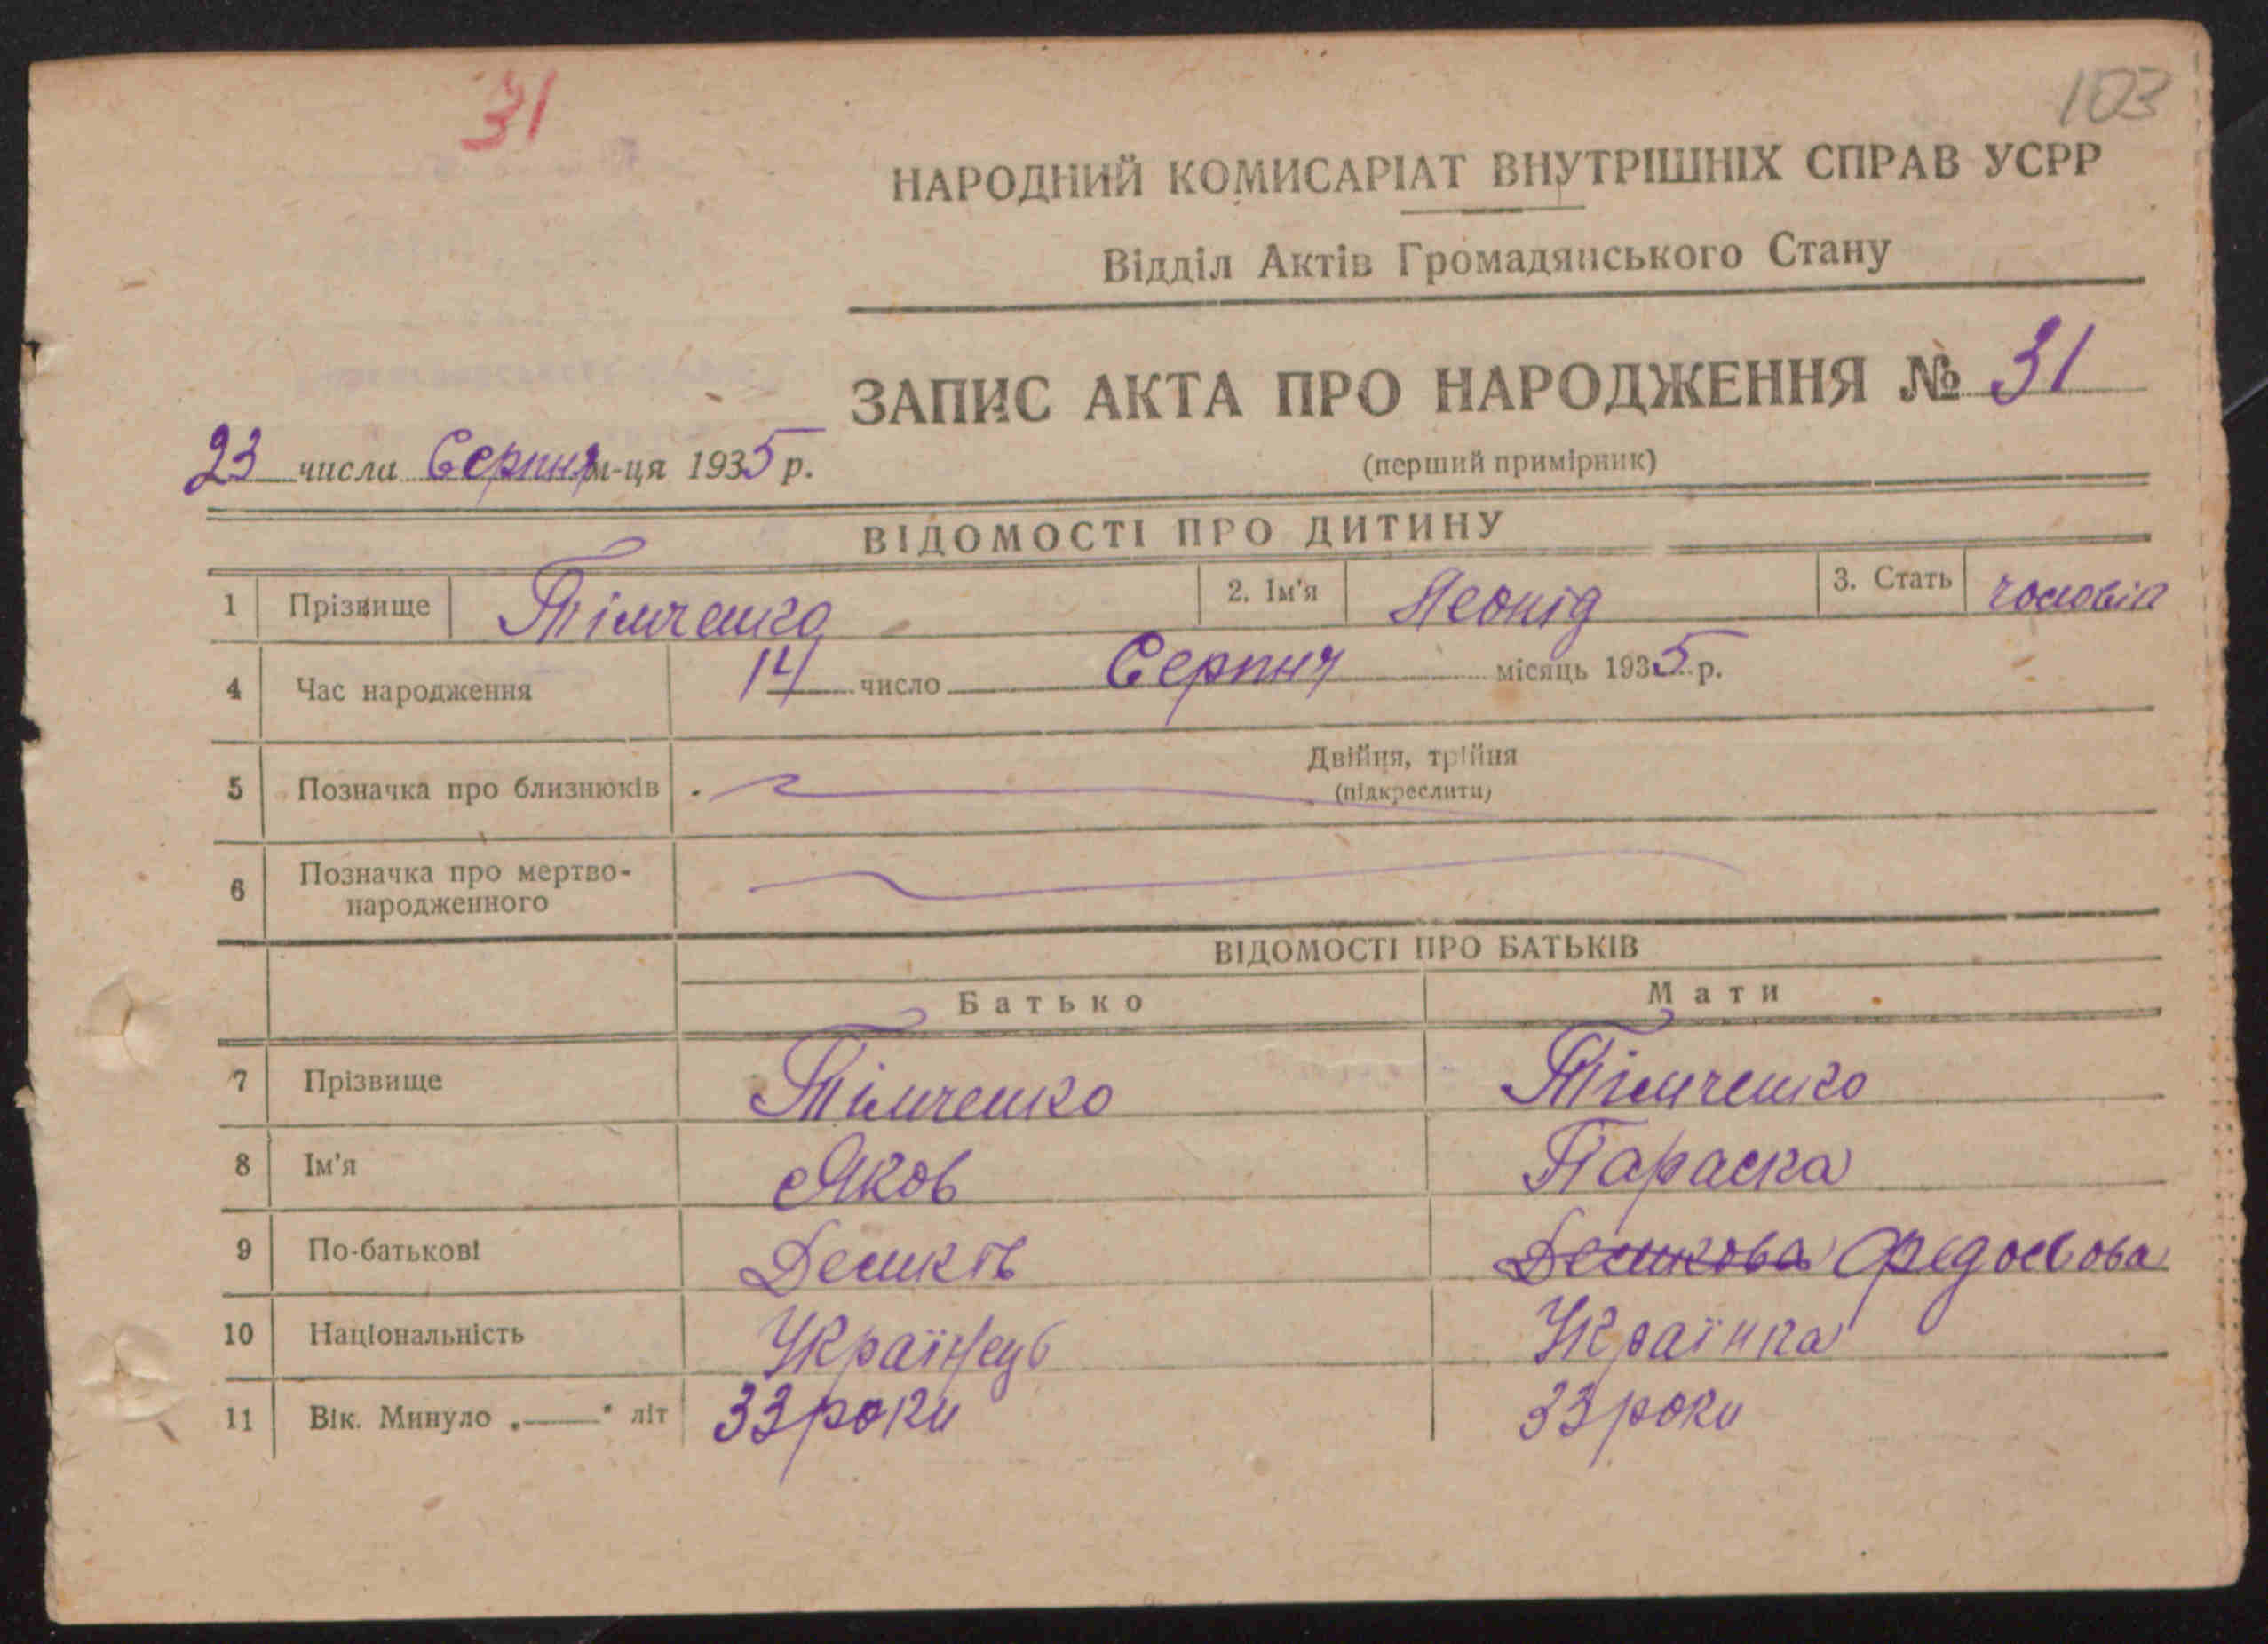 31
103
НАРОДНИЙ КОМИСАРІАТ ВНУТРІШНІХ СПРАВ УСРР
Відділ Актів Громадянського Стану
ЗАПИС АКТА ПРО НАРОДЖЕННЯ № 31
23 числа Серпня м-ця 1935 р.
(перший примірник)
ВІДОМОСТІ ПРО ДИТИНУ
1 Прізвище Тімченко 2. Ім'я Леонід 3. Стать
4 Час народження 14 число Серпня місяць 1935 р.
Двійня, трійня
5 Позначка про близнюків (підкреслити)
6 Позначка про мертво-
народженного
ВІДОМОСТІ ПРО БАТЬКІВ
Батько Мати
7 Прізвище Тімченко Тімченко
8 Ім'я Яков Параска
9 По-батькові
10 Національність Українець Українка
11 Вік. Минуло „——" літ 33 роки 33 роки